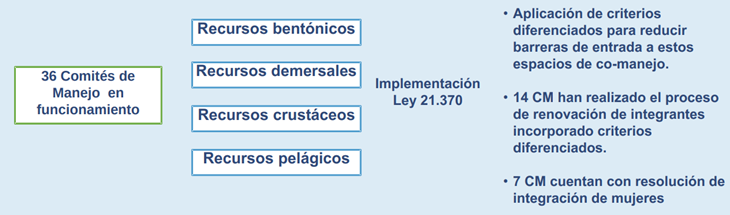 36 Comités de
Manejo en
funcionamiento
Recursos bentónicos
Recursos demersales
Recursos crustáceos
Recursos pelágicos
Implementación
Ley 21.370
• Aplicación de criterios
diferenciados para reducir
barreras de entrada a estos
espacios de co-manejo.
• 14 CM han realizado el proceso
de renovación de integrantes
incorporado criterios
diferenciados.
• 7 CM cuentan con resolución de
integración de mujeres